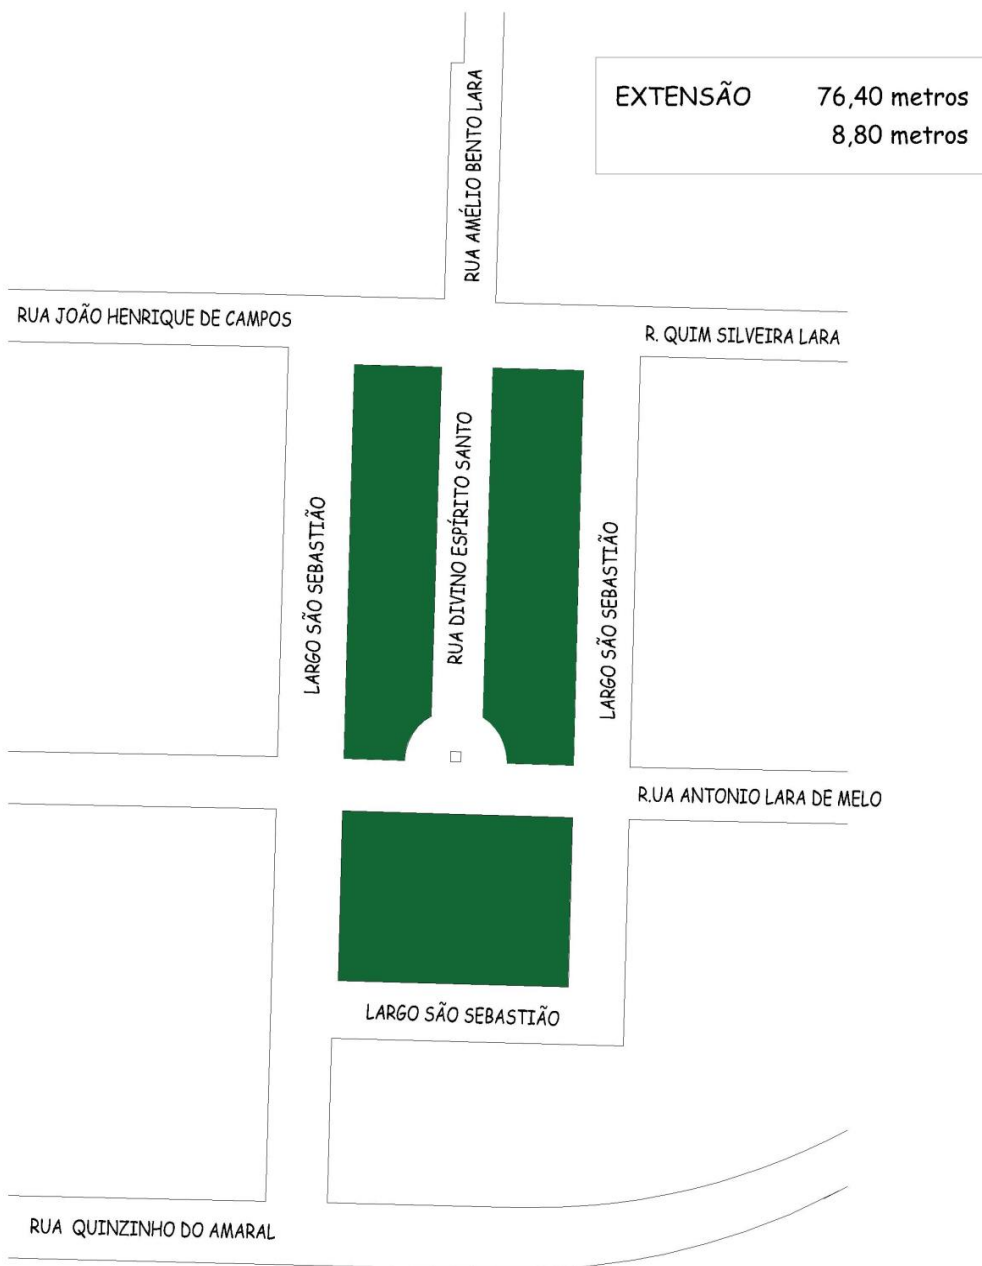 RUA AMÉLIO BENTO LARA
EXTENSÃO 76,40 metros
8,80 metros
RUA JOÃO HENRIQUE DE CAMPOS
R. QUIM SILVEIRA LARA
LARGO SÃO SEBASTIÃO
RUA DIVINO ESPÍRITO SANTO
LARGO SÃO SEBASTIÃO
R.UA ANTONIO LARA DE MELO
LARGO SÃO SEBASTIÃO
RUA QUINZINHO DO AMARAL